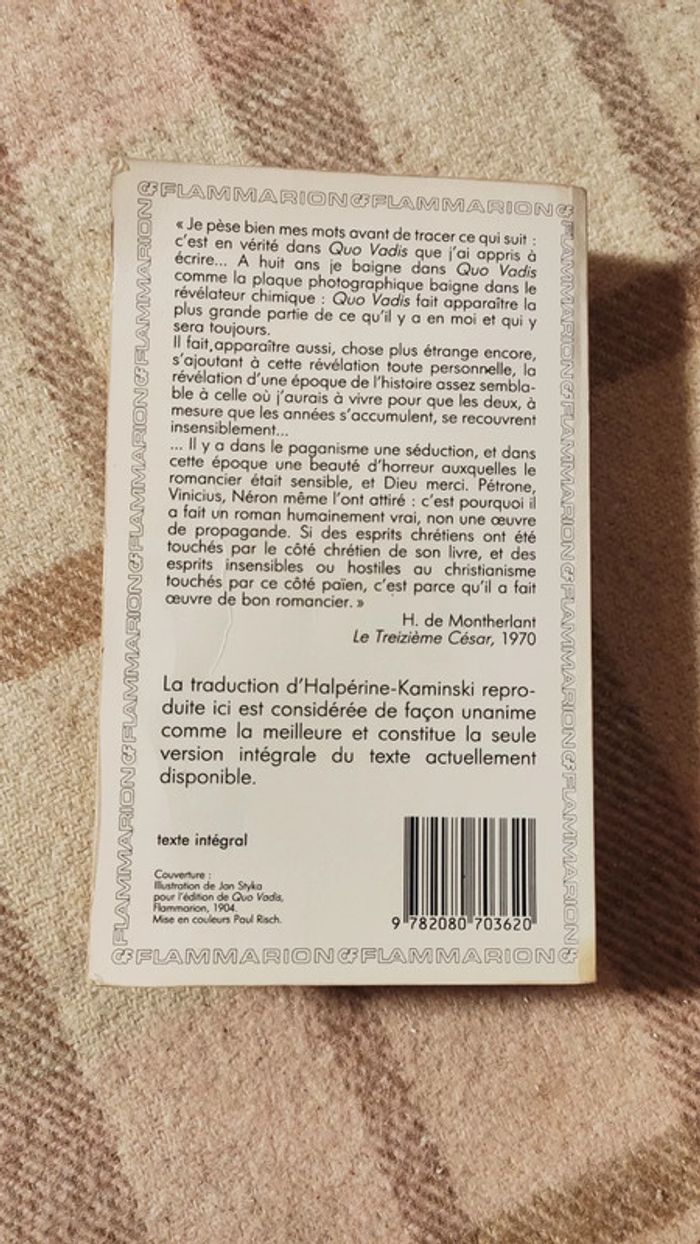 FLAMMARION FLAMMARION
FLAMMARION FLAMMARION FLAMMARION FLAMMARION
FLAMMARION FLAMMARION FLAMMARION FLAMMARION
« Je pèse bien mes mots avant de tracer ce qui suit :
c'est en vérité dans Quo Vadis que j'ai appris à
écrire... A huit ans je baigne dans Quo Vadis
comme la plaque photographique baigne dans le
révélateur chimique : Quo Vadis fait apparaître la
plus grande partie de ce qu'il y a en moi et qui y
sera toujours.
Il fait apparaître aussi, chose plus étrange encore,
s'ajoutant à cette révélation toute personnelle, la
révélation d'une époque de l'histoire assez sembla-
ble à celle où j'aurais à vivre pour que les deux, à
mesure que les années s'accumulent, se recouvrent
insensiblement...
... Il y a dans le paganisme une séduction, et dans
cette époque une beauté d'horreur auxquelles le
romancier était sensible, et Dieu merci. Pétrone,
Vinicius, Néron même l'ont attiré : c'est pourquoi il
a fait un roman humainement vrai, non une œuvre
de propagande. Si des esprits chrétiens ont été
touchés par le côté chrétien de son livre, et des
esprits insensibles ou hostiles au christianisme
touchés par ce côté païen, c'est parce qu'il a fait
œuvre de bon romancier. »
H. de Montherlant
Le Treizième César, 1970
La traduction d'Halpérine-Kaminski repro-
duite ici est considérée de façon unanime
comme la meilleure et constitue la seule
version intégrale du texte actuellement
disponible.
texte intégral
Couverture :
Illustration de Jan Styka
pour l'édition de Quo Vadis,
Flammarion, 1904.
Mise en couleurs Paul Risch.
9 782080 703620
FLAMMARION FLAMMARION